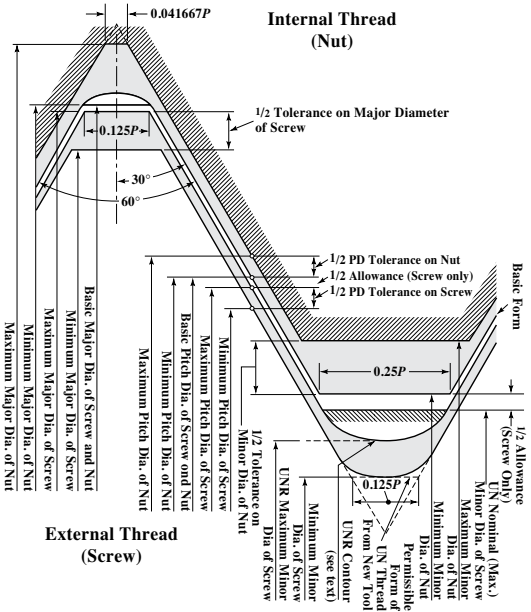 0.041667P
Internal Thread
(Nut)
1/2 Tolerance on Major Diameter
of Screw
0.125P
30°
60°
1/2 PD Tolerance on Nut
1/2 Allowance (Screw only)
1/2 PD Tolerance on Screw
Basic Form
0.25P
0.125P
Maximum Major Dia. of Nut
Minimum Major Dia. of Nut
Maximum Major Dia. of Screw
Minimum Major Dia. of Screw
Basic Major Dia. of Screw and Nut
Maximum Pitch Dia. of Nut
Minimum Pitch Dia. of Nut
Basic Pitch Dia. of Screw and Nut
Maximum Pitch Dia. of Screw
Minimum Pitch Dia. of Screw
1/2 Tolerance on
Minor Dia. of Nut
UNR Maximum Minor
Dia of Screw
Minimum Minor
Dia. of Screw
UNR Contour
(see text)
Permissible
Form of
UN Thread
From New Tool
Minimum Minor
Dia. of Nut
Maximum Minor
Dia. of Nut
UN Nominal (Max.)
Minor Dia. of Screw
1/2 Allowance
(Screw Only)
External Thread
(Screw)